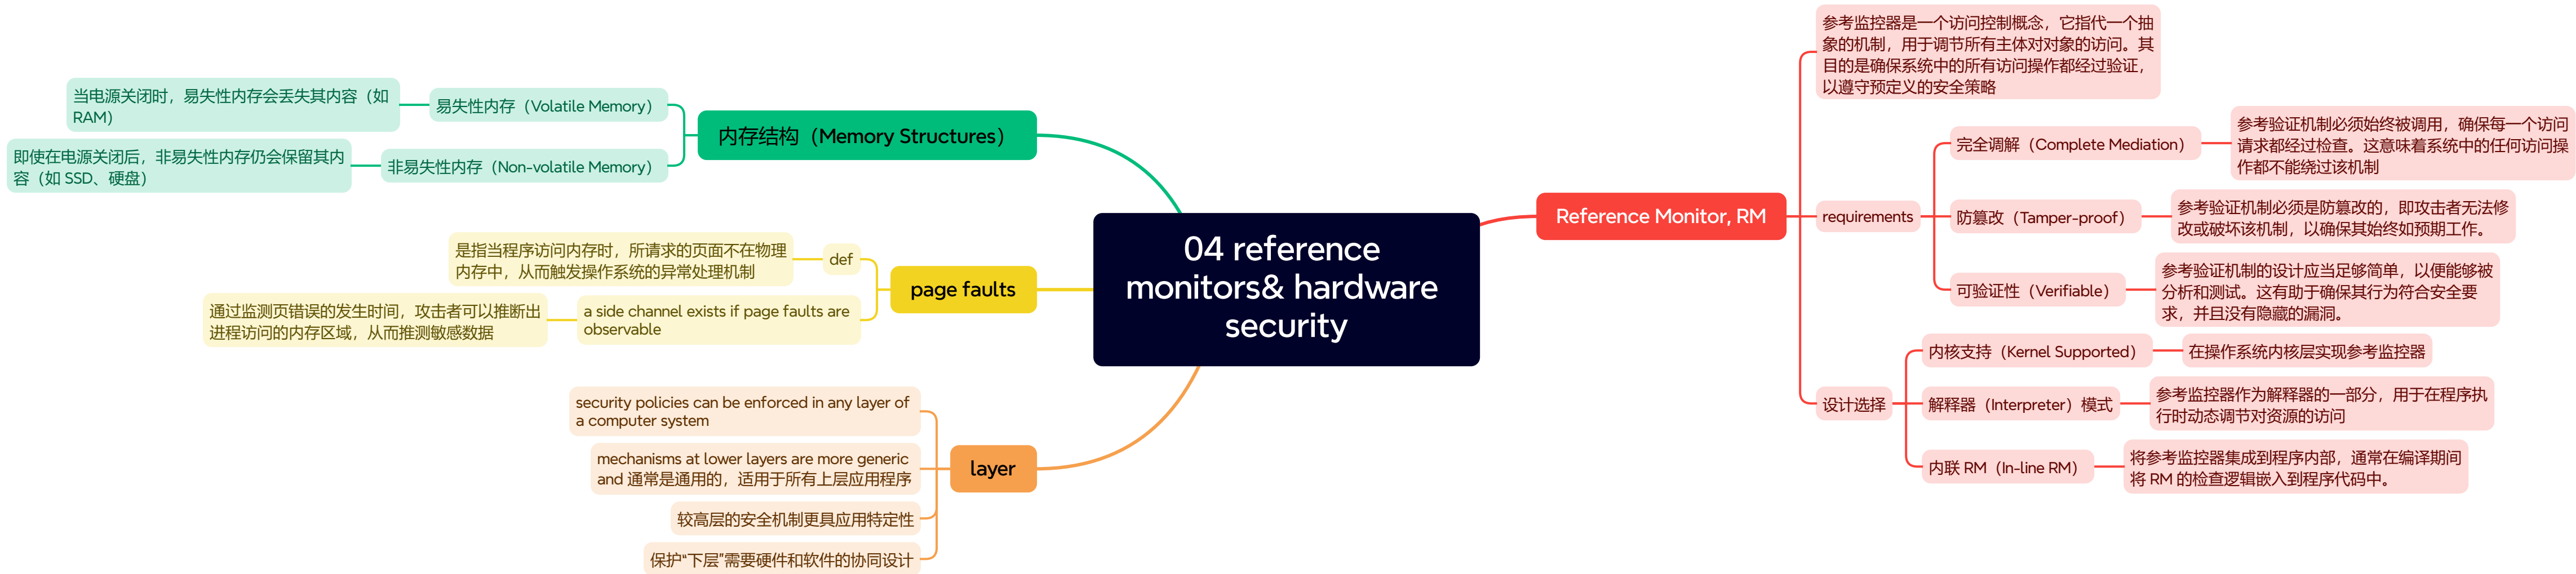 04 reference
monitors& hardware
security
Reference Monitor, RM
参考监控器是一个访问控制概念，它指代一个抽
象的机制，用于调节所有主体对对象的访问。其
目的是确保系统中的所有访问操作都经过验证，
以遵守预定义的安全策略
requirements
完全调解（Complete Mediation）
参考验证机制必须始终被调用，确保每一个访问
请求都经过检查。这意味着系统中的任何访问操
作都不能绕过该机制
防篡改（Tamper-proof）
参考验证机制必须是防篡改的，即攻击者无法修
改或破坏该机制，以确保其始终如预期工作。
可验证性（Verifiable）
参考验证机制的设计应当足够简单，以便能够被
分析和测试。这有助于确保其行为符合安全要
求，并且没有隐藏的漏洞。
设计选择
内核支持（Kernel Supported）
在操作系统内核层实现参考监控器
解释器（Interpreter）模式
参考监控器作为解释器的一部分，用于在程序执
行时动态调节对资源的访问
内联 RM（In-line RM）
将参考监控器集成到程序内部，通常在编译期间
将 RM 的检查逻辑嵌入到程序代码中。
内存结构（Memory Structures）
易失性内存（Volatile Memory）
当电源关闭时，易失性内存会丢失其内容（如
RAM）
非易失性内存（Non-volatile Memory）
即使在电源关闭后，非易失性内存仍会保留其内
容（如 SSD、硬盘）
page faults
def
是指当程序访问内存时，所请求的页面不在物理
内存中，从而触发操作系统的异常处理机制
a side channel exists if page faults are
observable
通过监测页错误的发生时间，攻击者可以推断出
进程访问的内存区域，从而推测敏感数据
layer
security policies can be enforced in any layer of
a computer system
mechanisms at lower layers are more generic
and 通常是通用的，适用于所有上层应用程序
较高层的安全机制更具应用特定性
保护“下层”需要硬件和软件的协同设计